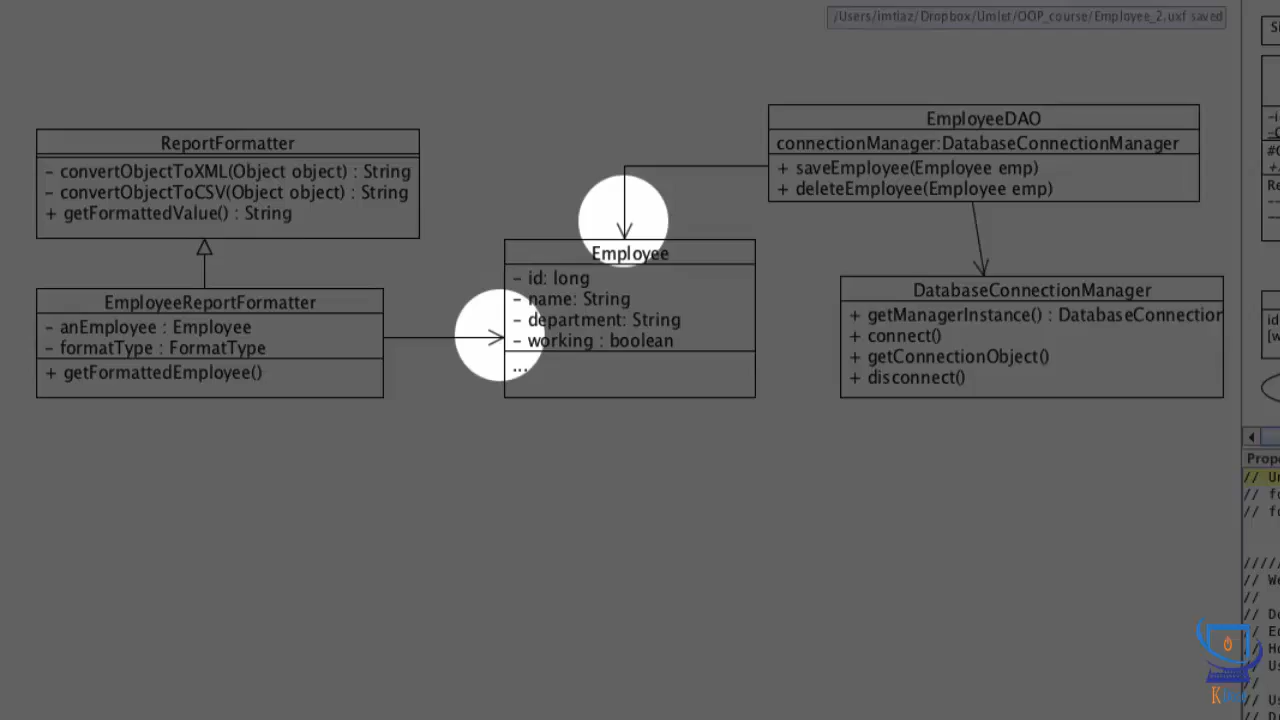 /Users/imtiaz/Dropbox/Umlet/OOP_course/Employee_2.uxf saved
ReportFormatter
- convertObjectToXML(Object object) : String
- convertObjectToCSV(Object object) : String
+ getFormattedValue() : String
EmployeeReportFormatter
- anEmployee : Employee
- formatType : FormatType
+ getFormattedEmployee()
Employee
- id: long
- name: String
- department: String
- working : boolean
...
EmployeeDAO
connectionManager:DatabaseConnectionManager
+ saveEmployee(Employee emp)
+ deleteEmployee(Employee emp)
DatabaseConnectionManager
+ getManagerInstance() : DatabaseConnection
+ connect()
+ getConnectionObject()
+ disconnect()
Re
id
Prope
//
//
//
/////
//
//
//
//
//
//
//
//
//